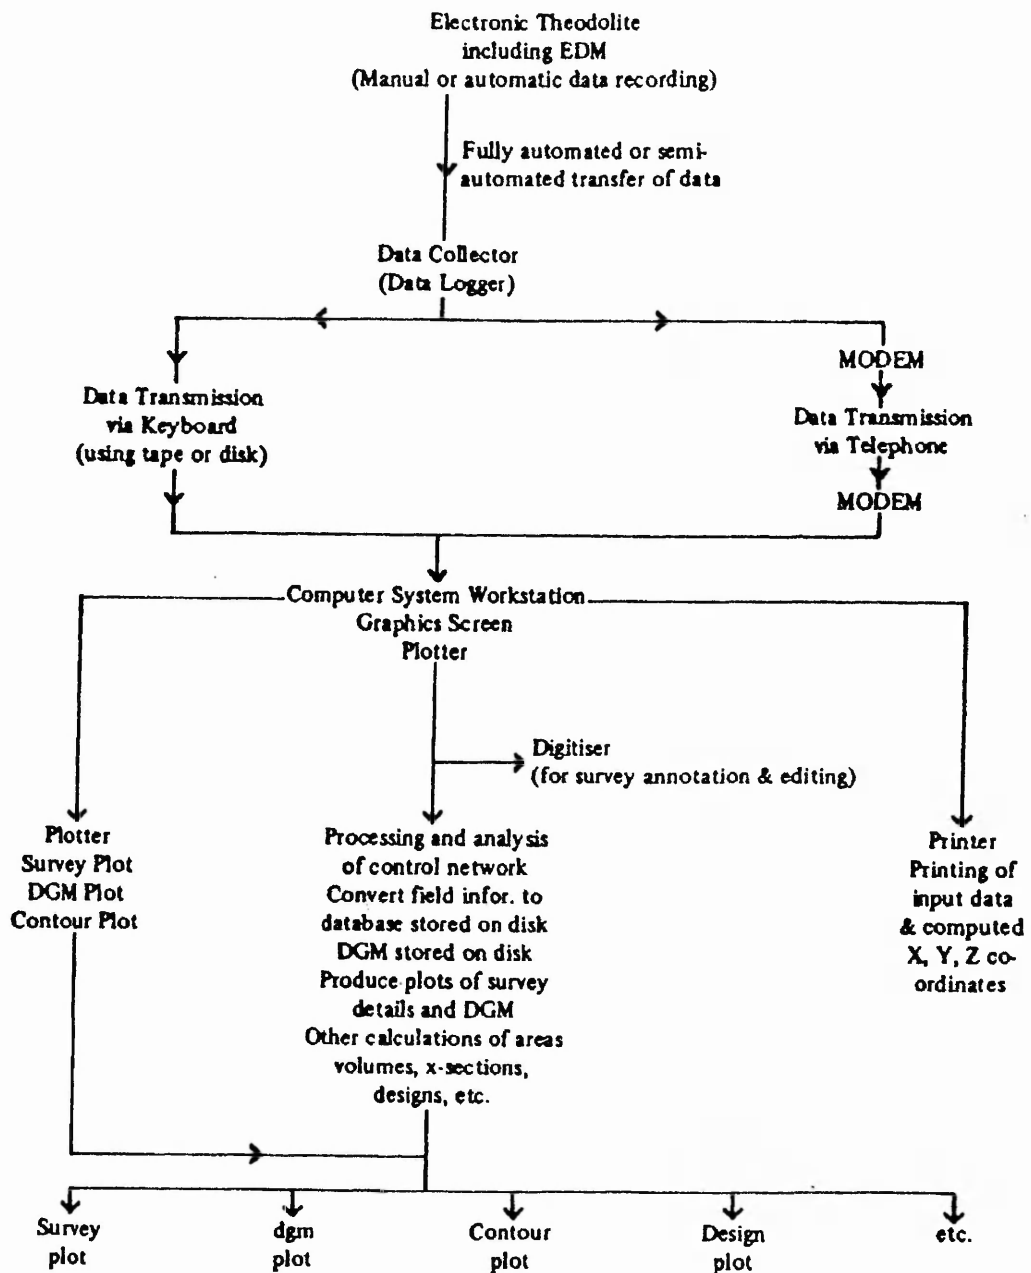 Electronic Theodolite
including EDM
(Manual or automatic data recording)
Fully automated or semi-
automated transfer of data
Data Collector
(Data Logger)
Data Transmission
via Keyboard
(using tape or disk)
MODEM
Data Transmission
via Telephone
MODEM
Computer System Workstation
Graphics Screen
Plotter
Digitiser
(for survey annotation & editing)
Plotter
Survey Plot
DGM Plot
Contour Plot
Processing and analysis
of control network
Convert field infor. to
database stored on disk
DGM stored on disk
Produce plots of survey
details and DGM
Other calculations of areas
volumes, x-sections,
designs, etc.
Printer
Printing of
input data
& computed
X, Y, Z co-
ordinates
Survey
plot
dgm
plot
Contour
plot
Design
plot
etc.